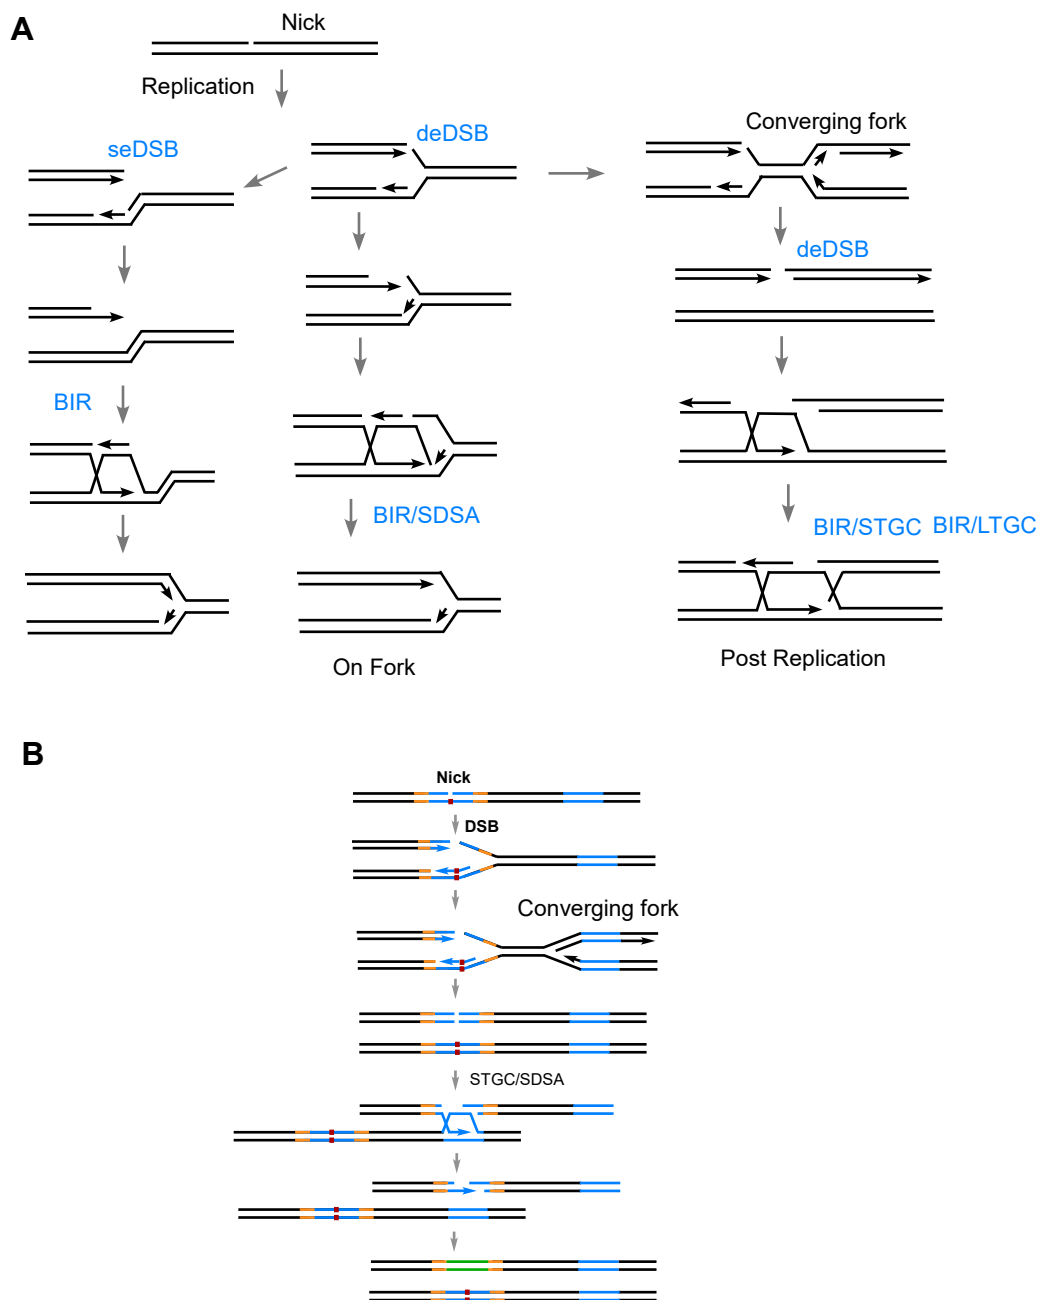 A
Nick
Replication
seDSB
deDSB
Converging fork
deDSB
BIR
BIR/SDSA
BIR/STGC BIR/LTGC
On Fork
Post Replication
B
Nick
DSB
Converging fork
STGC/SDSA